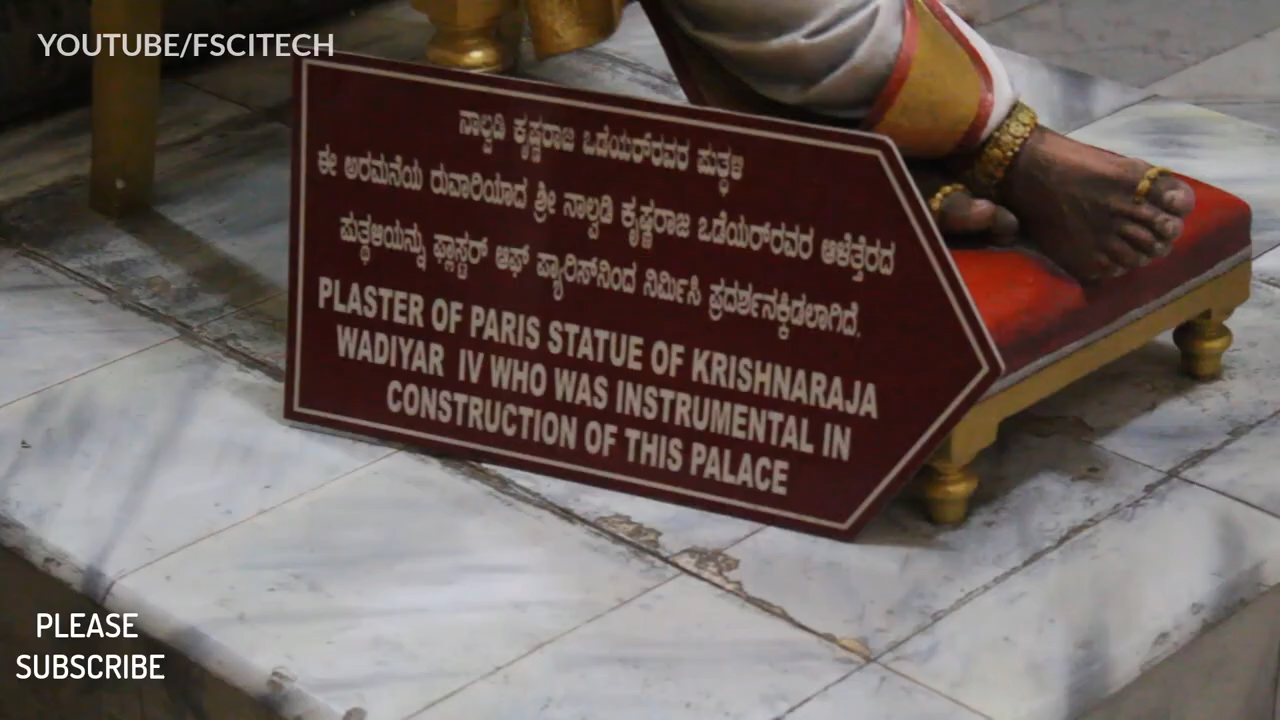 YOUTUBE/FSCITECH
ನಾಲ್ವಡಿ ಕೃಷ್ಣರಾಜ ಒಡೆಯರ್‌ರವರ ಪುತ್ಥಳಿ
ಈ ಅರಮನೆಯ ರುವಾರಿಯಾದ ಶ್ರೀ ನಾಲ್ವಡಿ ಕೃಷ್ಣರಾಜ ಒಡೆಯರ್‌ರವರ ಆಳೆತ್ತೆರದ
ಪುತ್ಥಳಿಯನ್ನು ಫ್ಲಾಸ್ಟರ್ ಆಫ್ ಪ್ಯಾರಿಸ್‌ನಿಂದ ನಿರ್ಮಿಸಿ ಪ್ರದರ್ಶನಕ್ಕಿಡಲಾಗಿದೆ.
PLASTER OF PARIS STATUE OF KRISHNARAJA
WADIYAR IV WHO WAS INSTRUMENTAL IN
CONSTRUCTION OF THIS PALACE
PLEASE
SUBSCRIBE